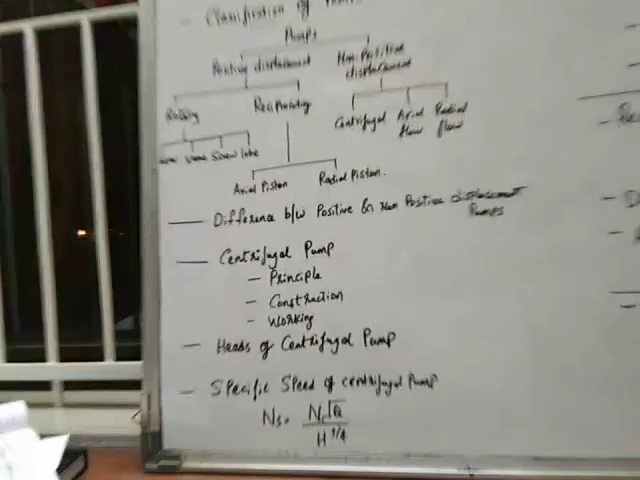 Classification of Pumps
Pumps
Positive displacement Non Positive
displacement
Rotary Reciprocating Centrifugal Axial Radial
flow flow
Vane Screw lobe
Axial Piston Radial Piston.
— Difference b/w Positive & Non Positive displacement
Pumps
— Centrifugal Pump
— Principle
— Construction
— Working
— Heads of Centrifugal Pump
— Specific Speed of centrifugal Pump
Ns = N√Q
H 3/4